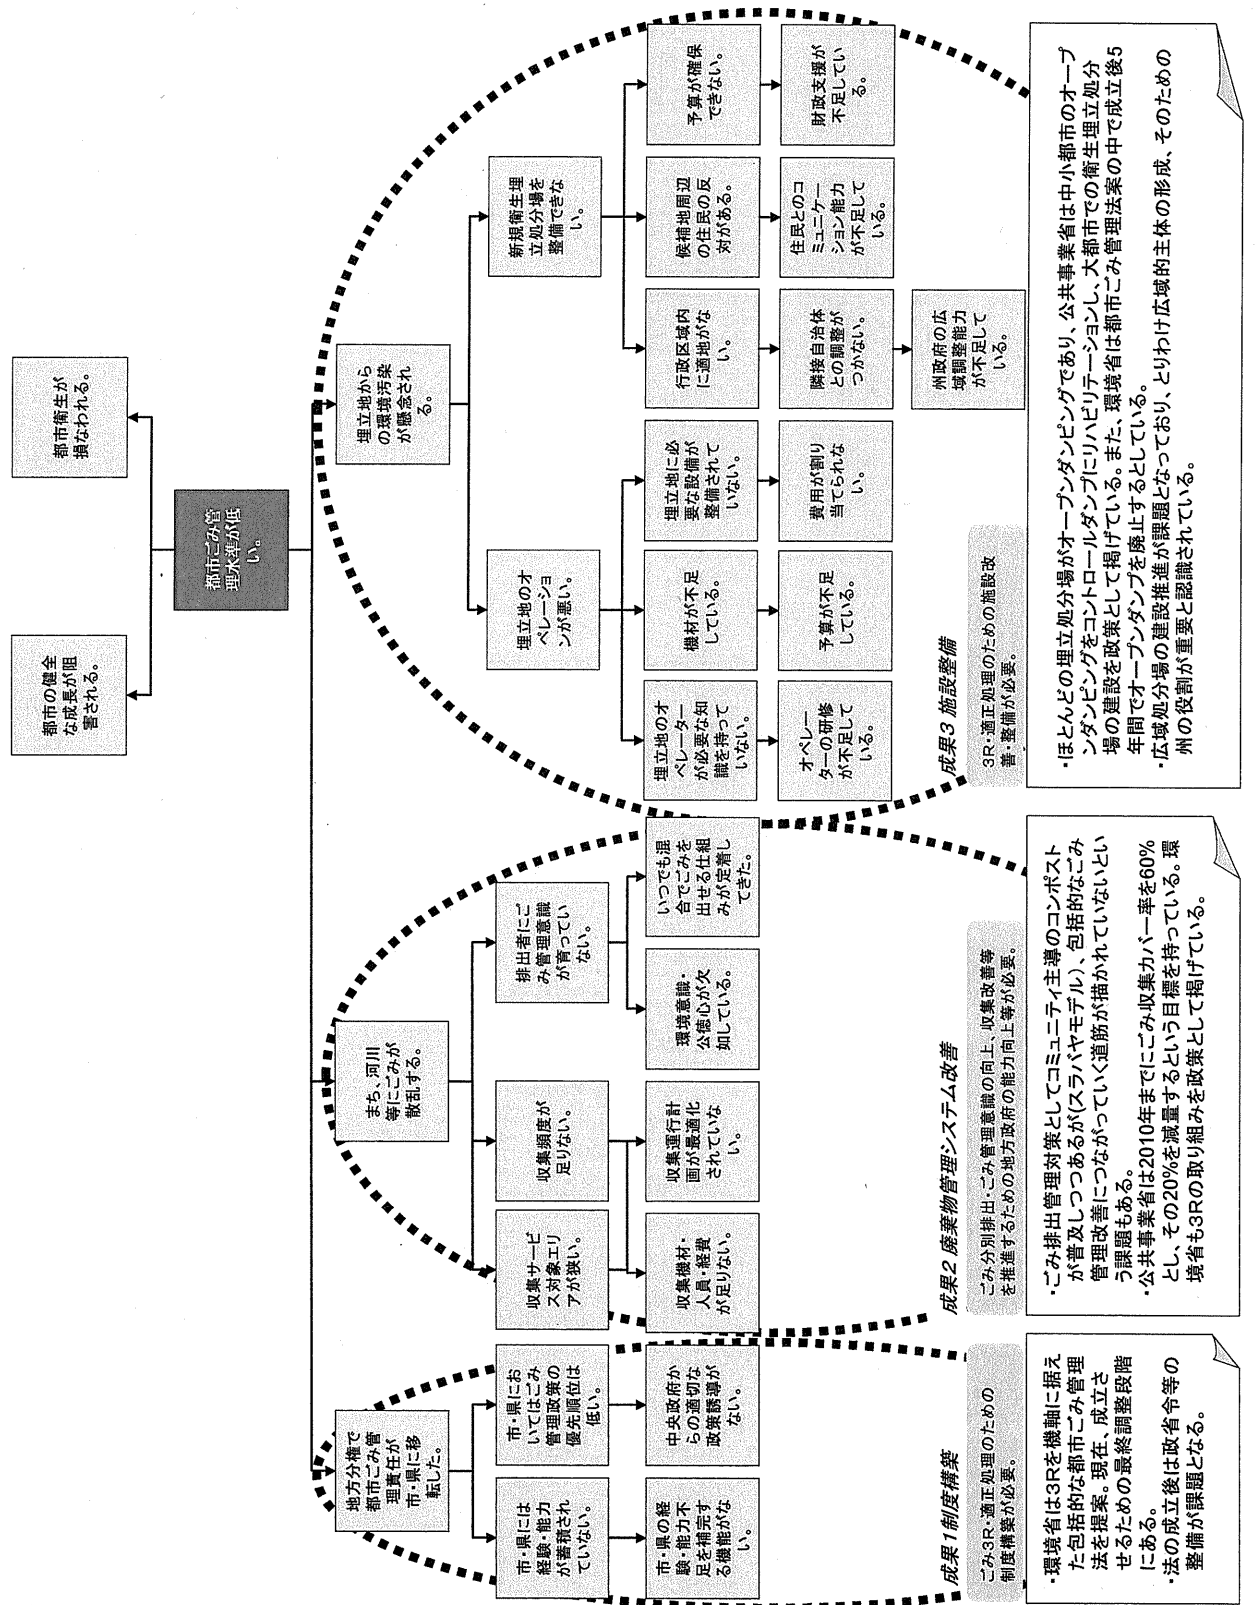 都市の健全
な成長が阻
害される。
都市衛生が
損なわれる。
都市ごみ管
理水準が低
い。
地方分権で
都市ごみ管
理責任が
市・県に移
転した。
市・県には
経験・能力
が蓄積され
ていない。
市・県にお
いてはごみ
管理政策の
優先順位は
低い。
市・県の経
験・能力不
足を補完す
る機能がな
い。
中央政府か
らの適切な
政策誘導が
ない。
成果1 制度構築
ごみ3R・適正処理のための
制度構築が必要。
・環境省は3Rを機軸に据え
た包括的な都市ごみ管理
法を提案。現在、成立さ
せるための最終調整段階
にある。
・法の成立後は政省令等の
整備が課題となる。
まち、河川
等にごみが
散乱する。
収集サービ
ス対象エリ
アが狭い。
収集頻度が
足りない。
排出者にご
み管理意識
が育ってい
ない。
収集機材・
人員・経費
が足りない。
収集運行計
画が最適化
されていな
い。
環境意識・
公徳心が欠
如している。
いつでも混
合でごみを
出せる仕組
みが定着し
てきた。
成果2 廃棄物管理システム改善
ごみ分別排出・ごみ管理意識の向上、収集改善等
を推進するための地方政府の能力向上等が必要。
・ごみ排出管理対策としてコミュニティ主導のコンポスト
が普及しつつあるが(スラバヤモデル)、包括的なごみ
管理改善につながっていく道筋が描かれていないとい
う課題もある。
・公共事業省は2010年までににごみ収集カバー率を60%
とし、その20%を減量するという目標を持っている。環
境省も3Rの取り組みを政策として掲げている。
埋立地から
の環境汚染
が懸念され
る。
埋立地のオ
ペレーショ
ンが悪い。
新規衛生埋
立処分場を
整備できな
い。
埋立地のオ
ペレーター
が必要な知
識を持って
いない。
機材が不足
している。
埋立地に必
要な設備が
整備されて
いない。
行政区域内
に適地がな
い。
候補地周辺
の住民の反
対がある。
予算が確保
できない。
オペレー
ターの研修
が不足して
いる。
予算が不足
している。
費用が割り
当てられな
い。
隣接自治体
との調整が
つかない。
住民とのコ
ミュニケー
ション能力
が不足して
いる。
財政支援が
不足してい
る。
州政府の広
域調整能力
が不足して
いる。
成果3 施設整備
3R・適正処理のための施設改
善・整備が必要。
・ほとんどの埋立処分場がオープンダンピングであり、公共事業省は中小都市のオープ
ンダンピングをコントロールダンプにリハビリテーションし、大都市での衛生埋立処分
場の建設を政策として掲げている。また、環境省は都市ごみ管理法案の中で成立後5
年間でオープンダンプを廃止するとしている。
・広域処分場の建設推進が課題となっており、とりわけ広域的主体の形成、そのための
州の役割が重要と認識されている。